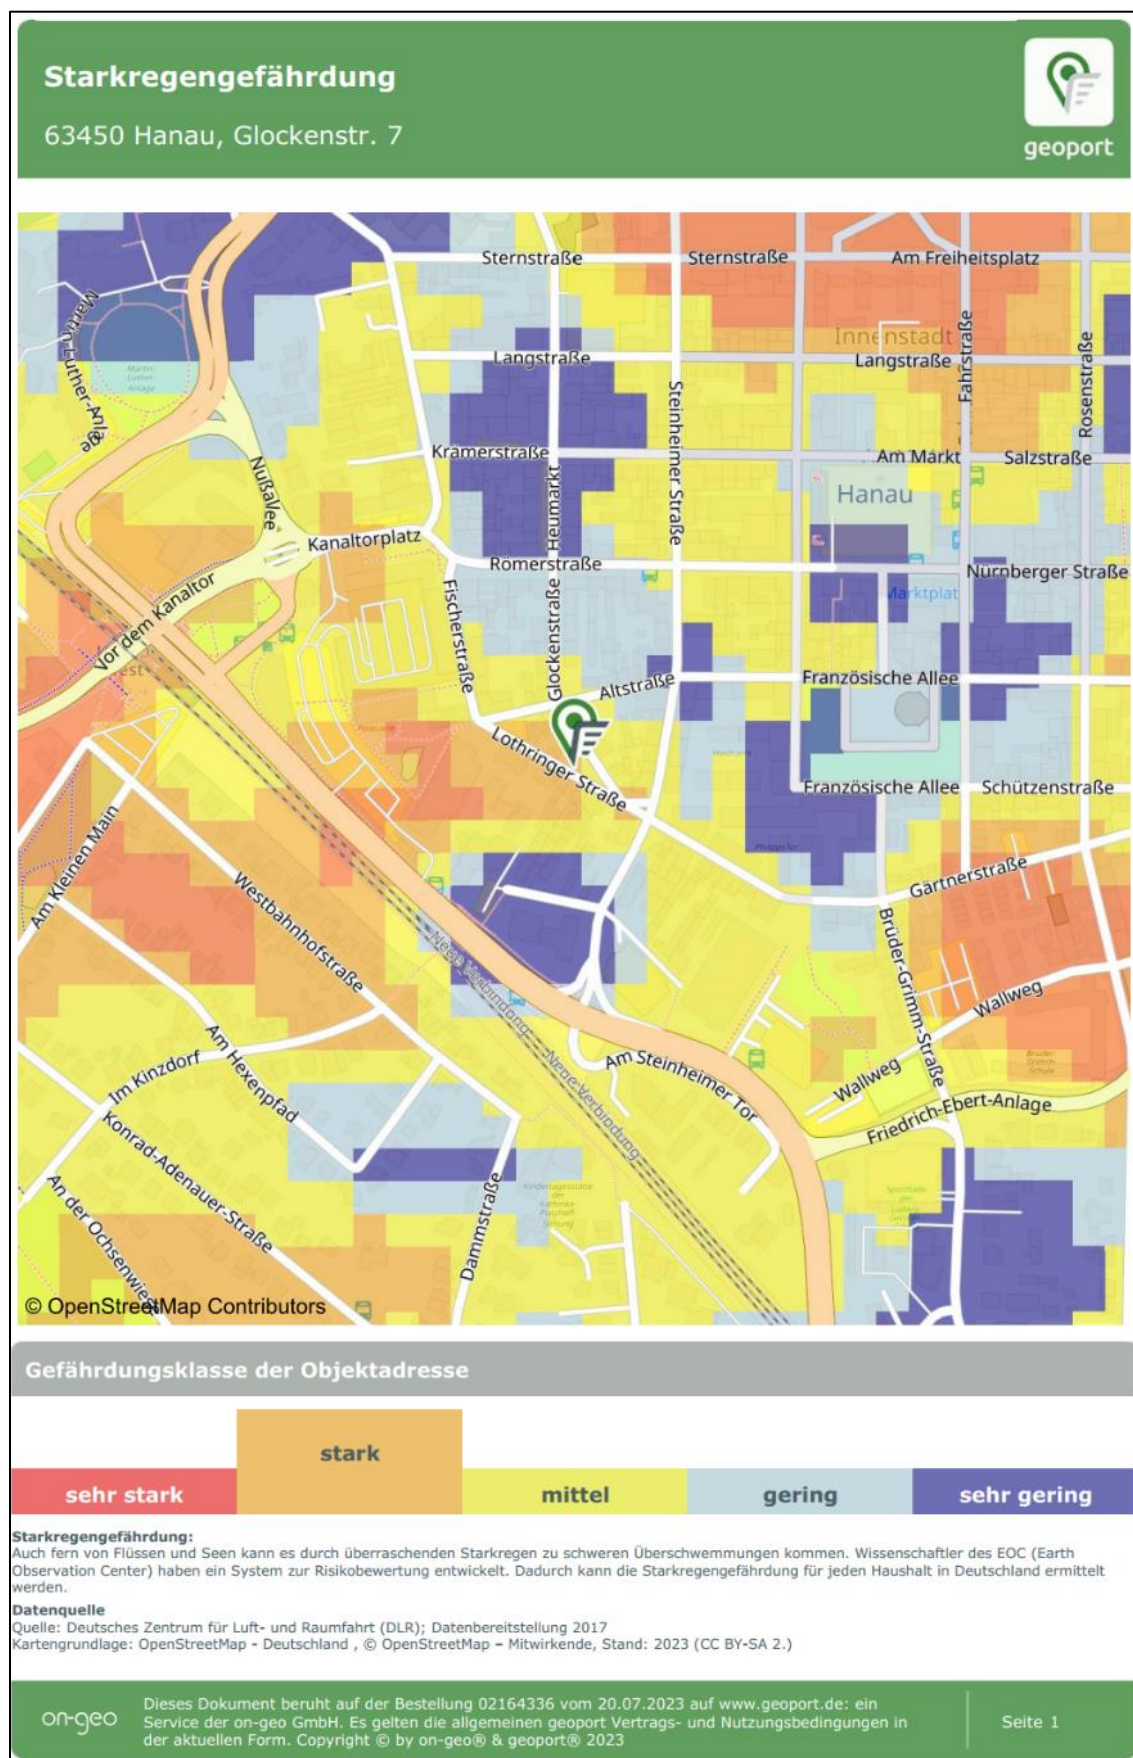 Starkregengefährdung
63450 Hanau, Glockenstr. 7
geoport
Sternstraße
Sternstraße
Am Freiheitsplatz
Martin-Luther-Anlage
Martin-Luther-Anlage
Innenstadt
Langstraße
Langstraße
Fahrstraße
Rosenstraße
Steinheimer Straße
Nußallee
Krämerstraße
Am Markt
Salzstraße
Heumarkt
Hanau
Kanaltorplatz
Römerstraße
Nürnberger Straße
Vor dem Kanaltor
Fischerstraße
Glockenstraße
Marktplat
Altstraße
Französische Allee
Lothringer Straße
Französische Allee
Schützenstraße
Am Kleinen Main
Westbahnhofstraße
Gärtnerstraße
Brüder-Grimm-Straße
Neue Verbindung
Neue Verbindung
Wallweg
Am Hexenpfad
Im Kinzdorf
Am Steinheimer Tor
Wallweg
Brüder-Grimm-Schule
Friedrich-Ebert-Anlage
Konrad-Adenauer-Straße
An der Ochsenwiese
Dammstraße
© OpenStreetMap Contributors
Gefährdungsklasse der Objektadresse
stark
sehr stark
mittel
gering
sehr gering
Starkregengefährdung:
Auch fern von Flüssen und Seen kann es durch überraschenden Starkregen zu schweren Überschwemmungen kommen. Wissenschaftler des EOC (Earth
Observation Center) haben ein System zur Risikobewertung entwickelt. Dadurch kann die Starkregengefährdung für jeden Haushalt in Deutschland ermittelt
werden.
Datenquelle
Quelle: Deutsches Zentrum für Luft- und Raumfahrt (DLR); Datenbereitstellung 2017
Kartengrundlage: OpenStreetMap - Deutschland , © OpenStreetMap – Mitwirkende, Stand: 2023 (CC BY-SA 2.)
on-geo
Dieses Dokument beruht auf der Bestellung 02164336 vom 20.07.2023 auf www.geoport.de: ein
Service der on-geo GmbH. Es gelten die allgemeinen geoport Vertrags- und Nutzungsbedingungen in
der aktuellen Form. Copyright © by on-geo® & geoport® 2023
Seite 1